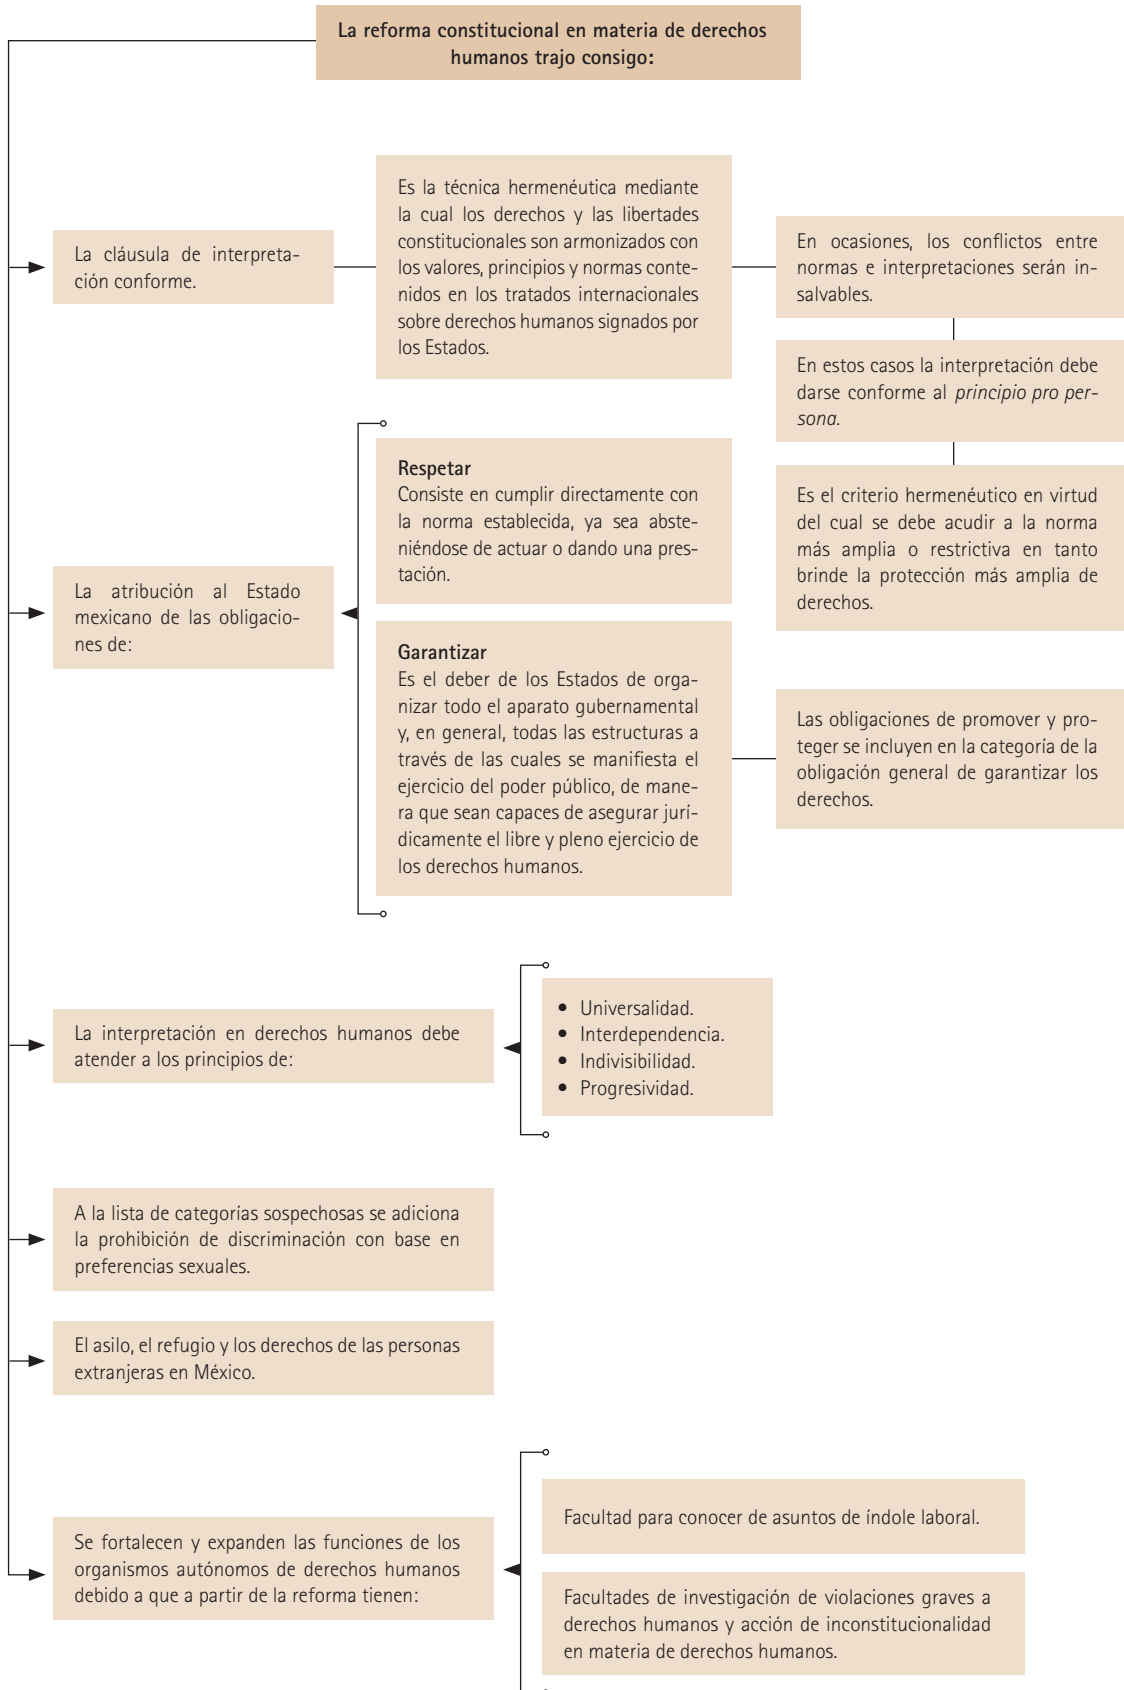 La reforma constitucional en materia de derechos
humanos trajo consigo:
La cláusula de interpreta-
ción conforme.
Es la técnica hermenéutica mediante
la cual los derechos y las libertades
constitucionales son armonizados con
los valores, principios y normas conte-
nidos en los tratados internacionales
sobre derechos humanos signados por
los Estados.
En ocasiones, los conflictos entre
normas e interpretaciones serán in-
salvables.
En estos casos la interpretación debe
darse conforme al principio pro per-
sona.
Es el criterio hermenéutico en virtud
del cual se debe acudir a la norma
más amplia o restrictiva en tanto
brinde la protección más amplia de
derechos.
La atribución al Estado
mexicano de las obligacio-
nes de:
Respetar
Consiste en cumplir directamente con
la norma establecida, ya sea abste-
niéndose de actuar o dando una pres-
tación.
Garantizar
Es el deber de los Estados de orga-
nizar todo el aparato gubernamental
y, en general, todas las estructuras a
través de las cuales se manifiesta el
ejercicio del poder público, de mane-
ra que sean capaces de asegurar jurí-
dicamente el libre y pleno ejercicio de
los derechos humanos.
Las obligaciones de promover y pro-
teger se incluyen en la categoría de la
obligación general de garantizar los
derechos.
La interpretación en derechos humanos debe
atender a los principios de:
• Universalidad.
• Interdependencia.
• Indivisibilidad.
• Progresividad.
A la lista de categorías sospechosas se adiciona
la prohibición de discriminación con base en
preferencias sexuales.
El asilo, el refugio y los derechos de las personas
extranjeras en México.
Se fortalecen y expanden las funciones de los
organismos autónomos de derechos humanos
debido a que a partir de la reforma tienen:
Facultad para conocer de asuntos de índole laboral.
Facultades de investigación de violaciones graves a
derechos humanos y acción de inconstitucionalidad
en materia de derechos humanos.